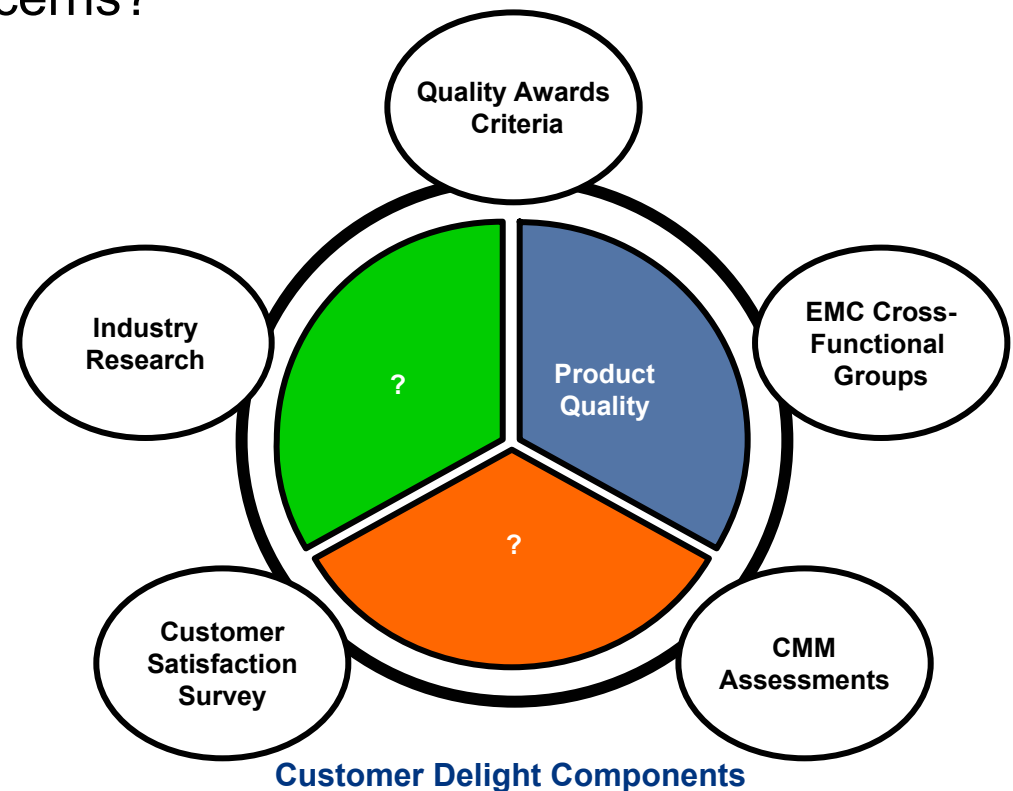 Quality Awards
Criteria
Industry
Research
?
Product
Quality
EMC Cross-
Functional
Groups
?
Customer
Satisfaction
Survey
CMM
Assessments
Customer Delight Components